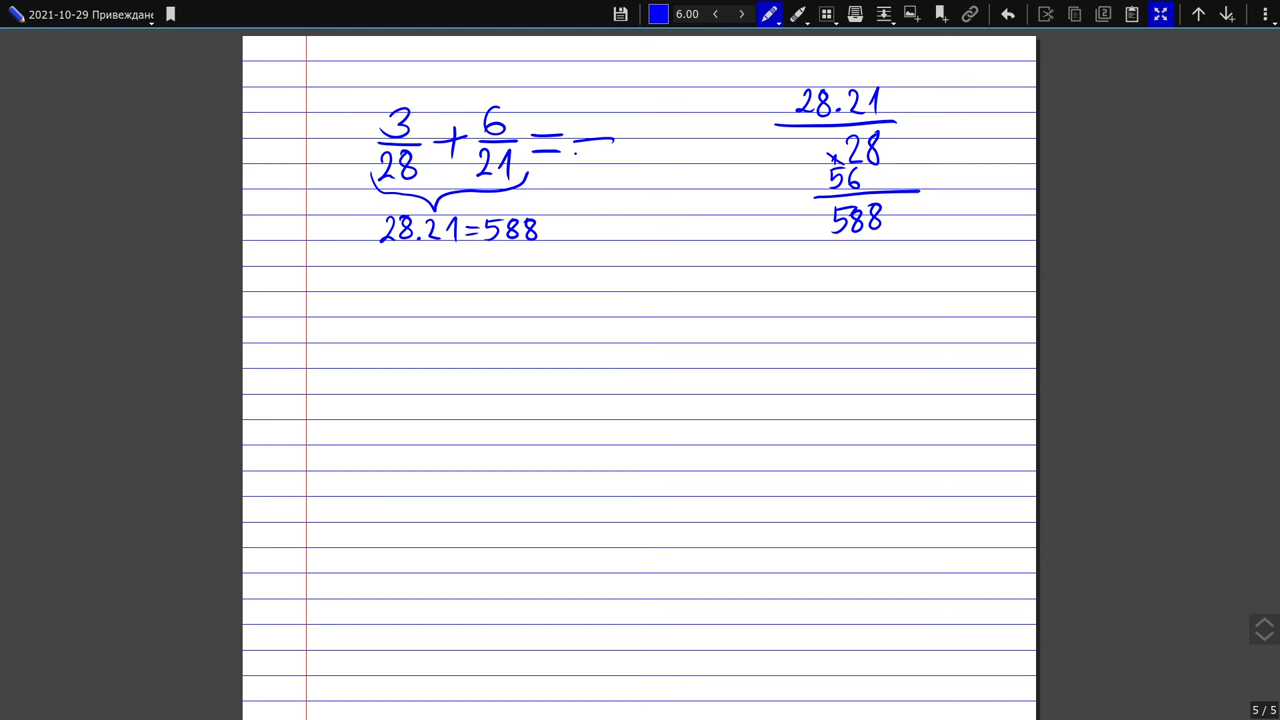 2021-10-29 Привеждане
6.00
3/28 + 6/21 =
28.21=588
28.21
28
56
588
5 / 5